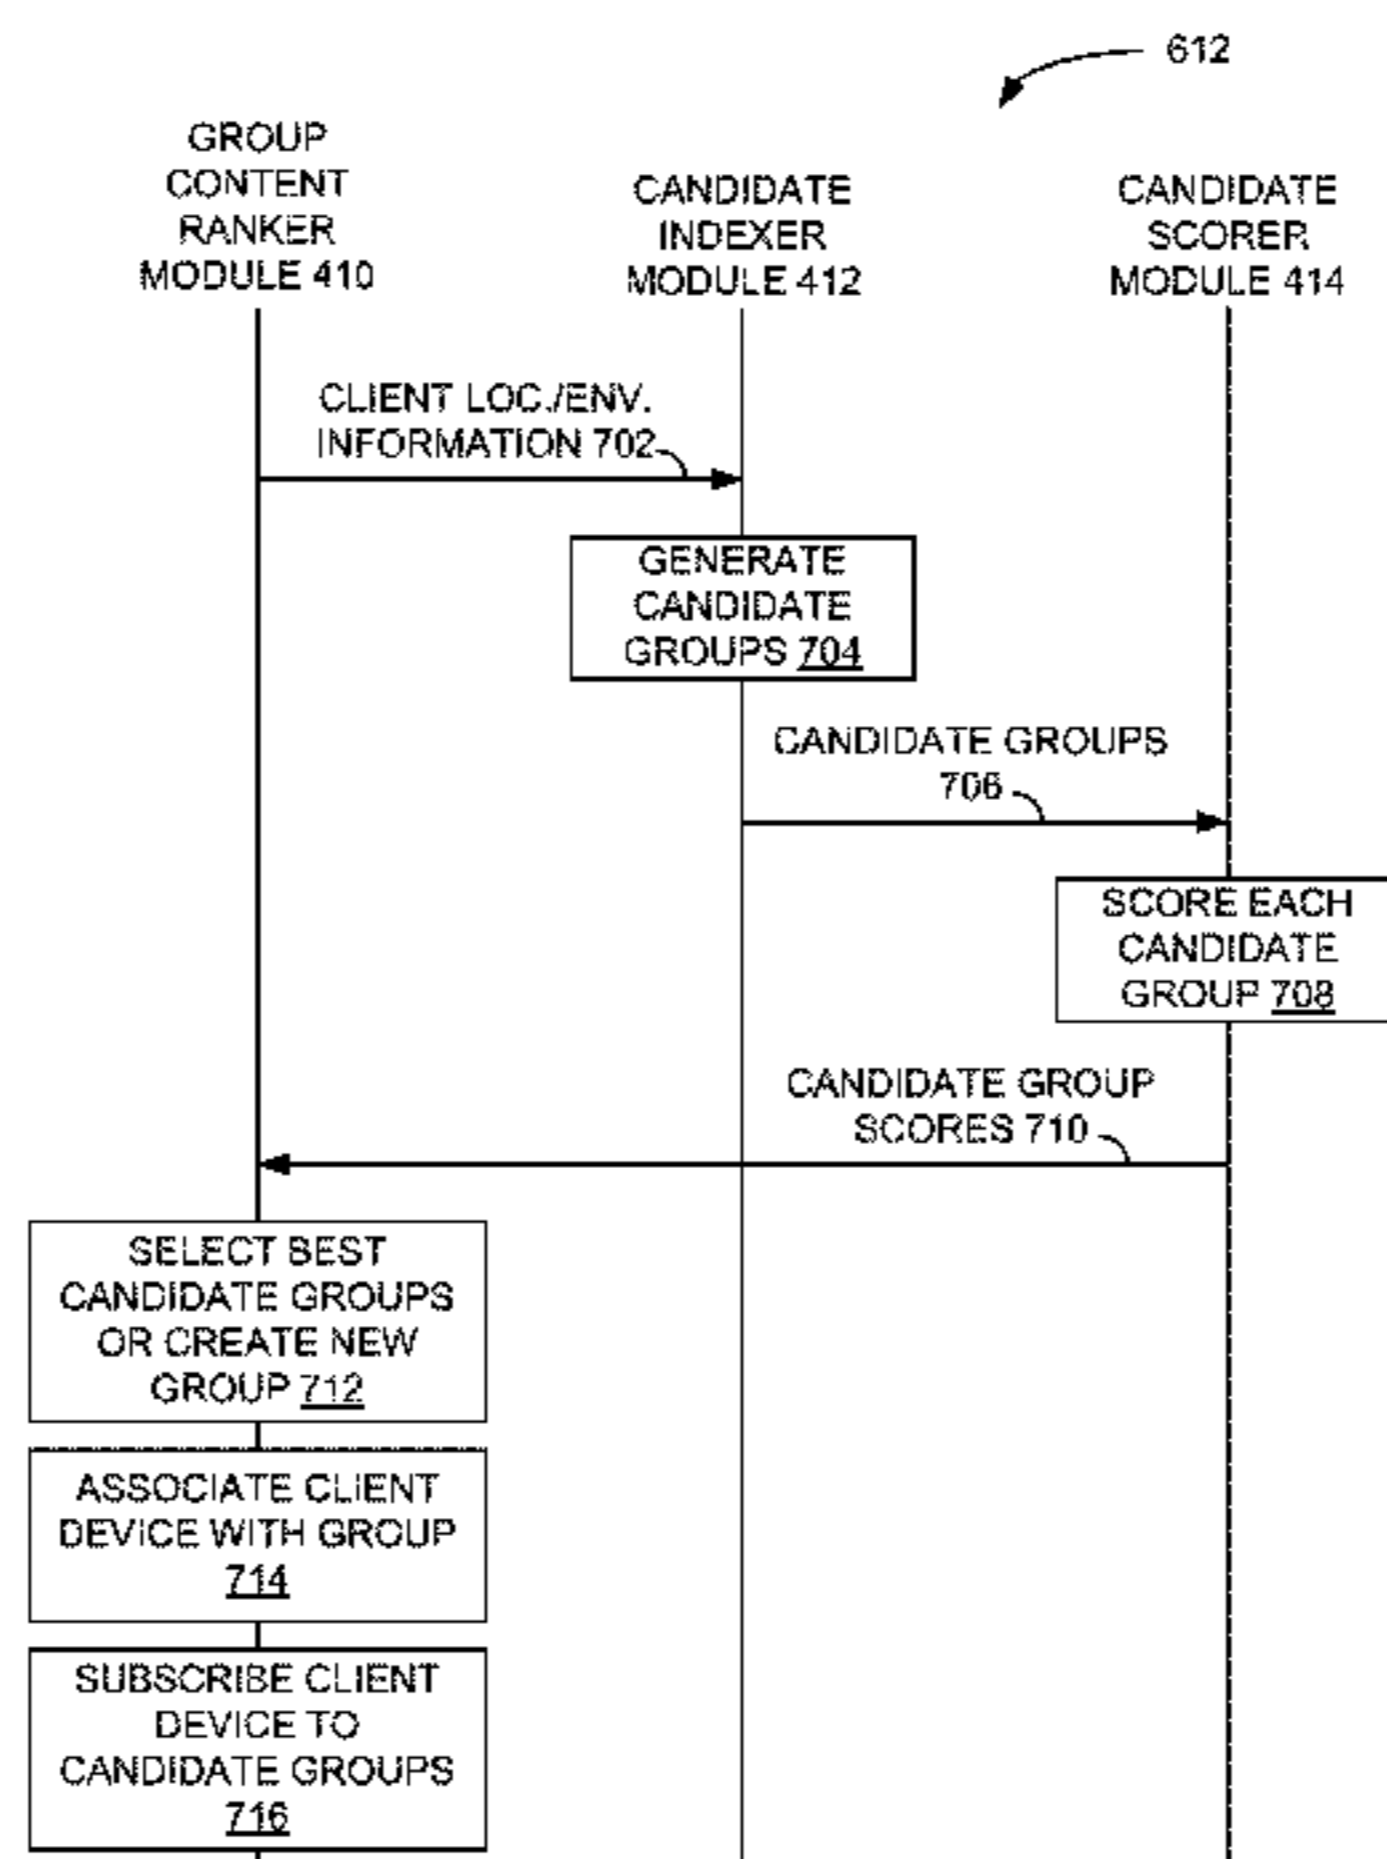 612
GROUP
CONTENT
RANKER
MODULE 410
CANDIDATE
INDEXER
MODULE 412
CANDIDATE
SCORER
MODULE 414
CLIENT LOC./ENV.
INFORMATION 702
GENERATE
CANDIDATE
GROUPS 704
CANDIDATE GROUPS
706
SCORE EACH
CANDIDATE
GROUP 708
CANDIDATE GROUP
SCORES 710
SELECT BEST
CANDIDATE GROUPS
OR CREATE NEW
GROUP 712
ASSOCIATE CLIENT
DEVICE WITH GROUP
714
SUBSCRIBE CLIENT
DEVICE TO
CANDIDATE GROUPS
716